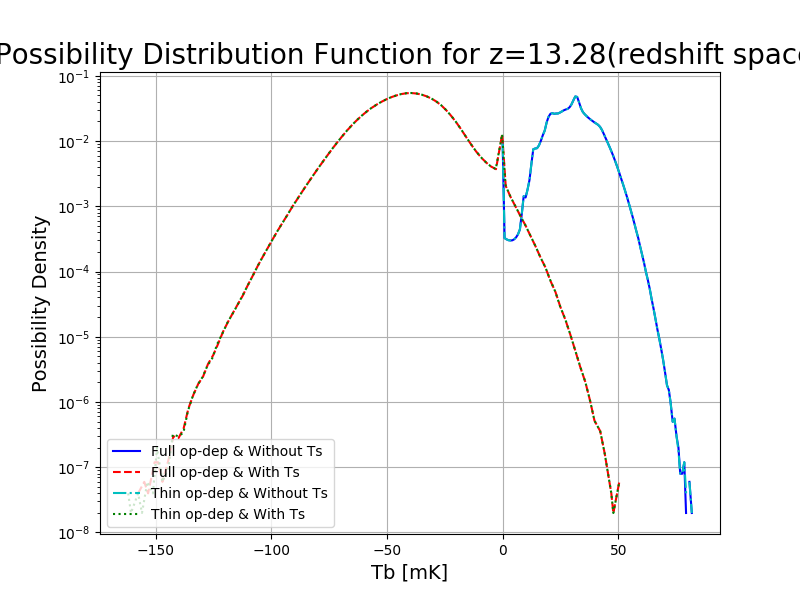 Possibility Distribution Function for z=13.28(redshift spac
10⁻¹
10⁻²
10⁻³
10⁻⁴
10⁻⁵
10⁻⁶
10⁻⁷
10⁻⁸
Possibility Density
Full op-dep & Without Ts
Full op-dep & With Ts
Thin op-dep & Without Ts
Thin op-dep & With Ts
−150 −100 −50 0 50
Tb [mK]